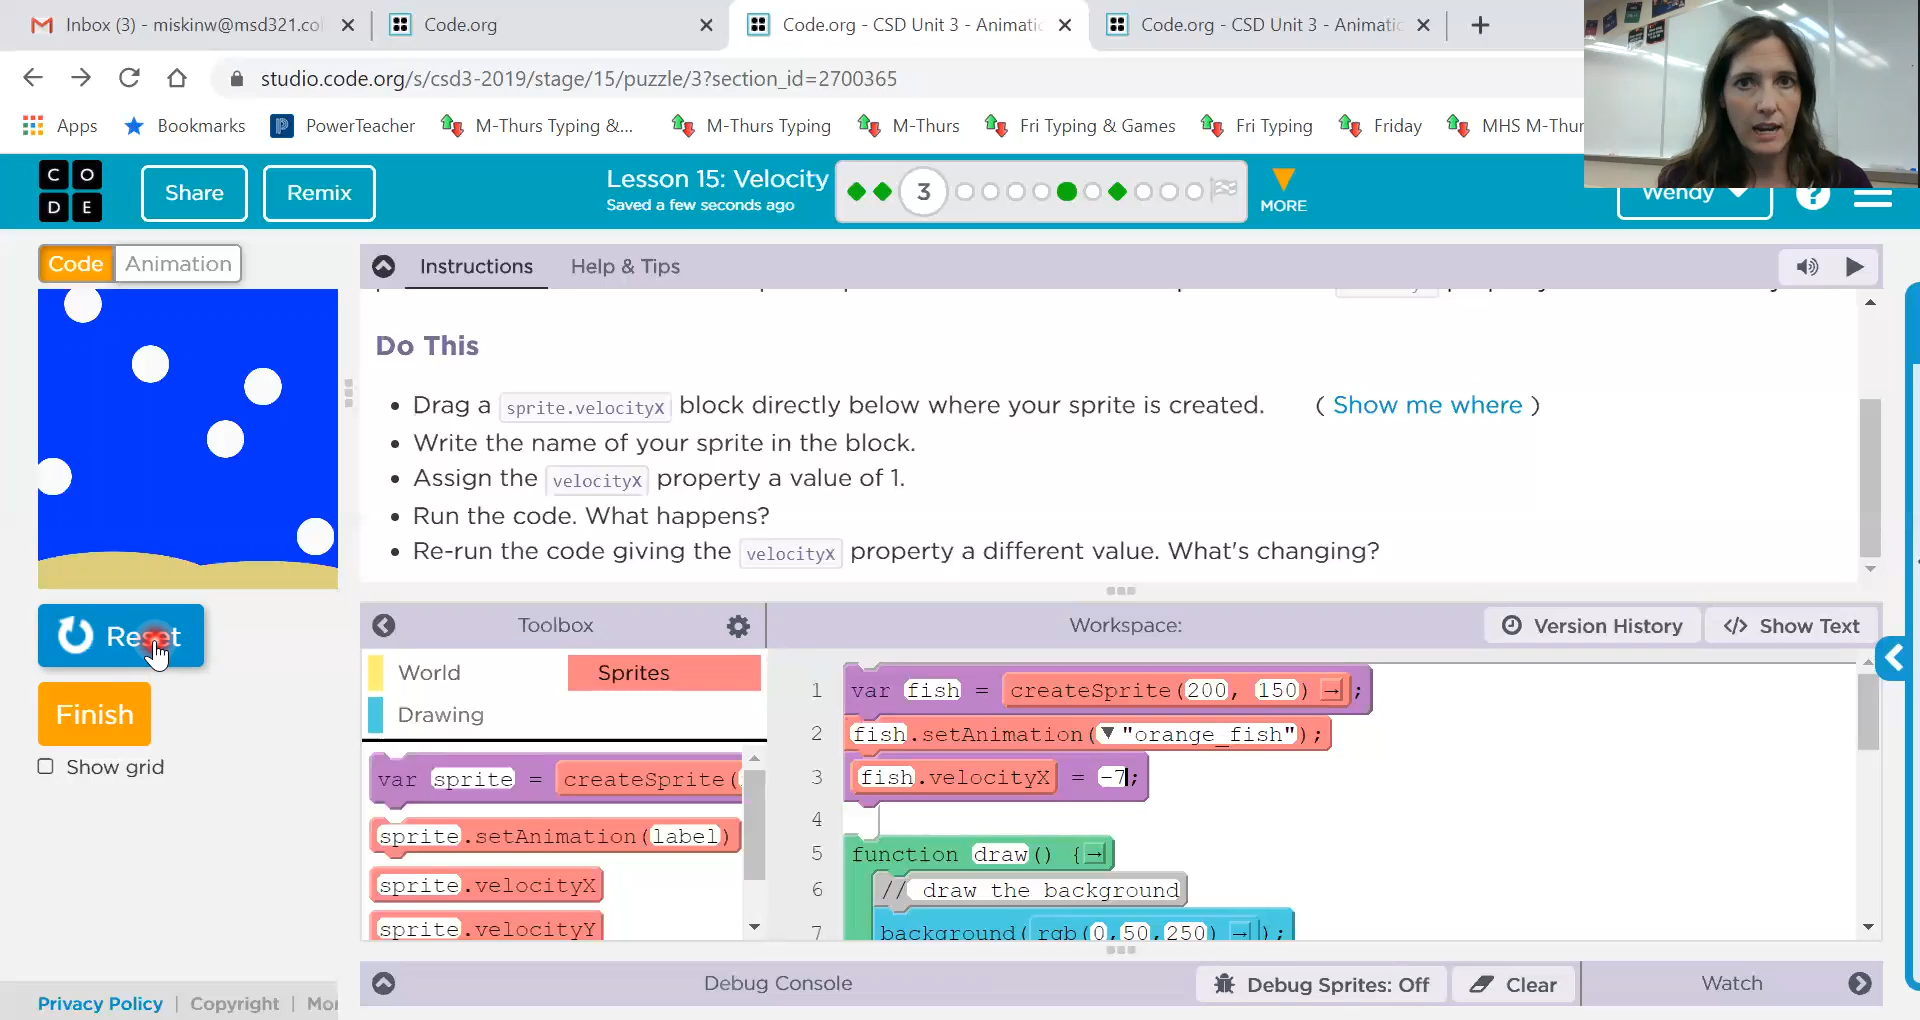 Inbox (3) - miskinw@msd321.co
Code.org
Code.org - CSD Unit 3 - Animatic
Code.org - CSD Unit 3 - Animatic
studio.code.org/s/csd3-2019/stage/15/puzzle/3?section_id=2700365
Apps
Bookmarks
PowerTeacher
M-Thurs Typing &...
M-Thurs Typing
M-Thurs
Fri Typing & Games
Fri Typing
Friday
MHS M-Thur
C O
D E
Share
Remix
Lesson 15: Velocity
Saved a few seconds ago
3
MORE
Wendy
?
Code
Animation
Instructions
Help & Tips
Do This
• Drag a sprite.velocityX block directly below where your sprite is created. ( Show me where )
• Write the name of your sprite in the block.
• Assign the velocityX property a value of 1.
• Run the code. What happens?
• Re-run the code giving the velocityX property a different value. What's changing?
Reset
Finish
Show grid
Toolbox
Workspace:
Version History
</> Show Text
World
Sprites
Drawing
var sprite = createSprite(
sprite.setAnimation(label)
sprite.velocityX
sprite.velocityY
1 var fish = createSprite(200, 150) → ;
2 fish.setAnimation(▼ "orange_fish");
3 fish.velocityX = -7;
4
5 function draw() { →
6 // draw the background
7 background( rgb(0,50,250) → );
Debug Console
Debug Sprites: Off
Clear
Watch
Privacy Policy | Copyright | Mor